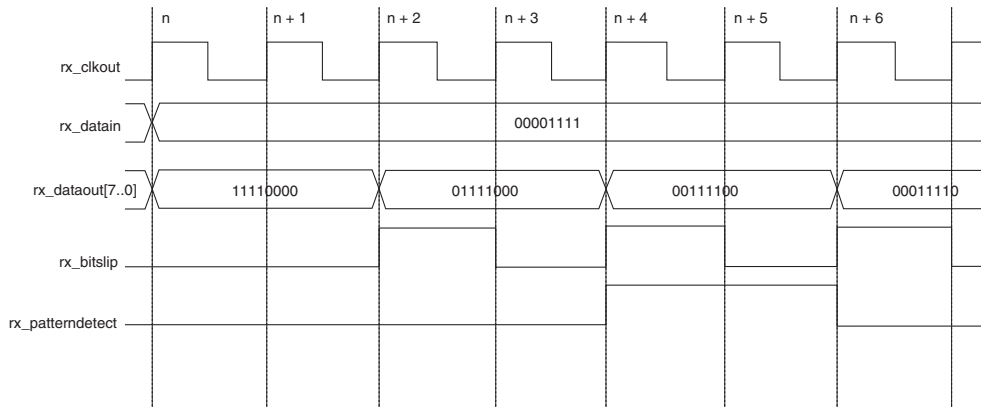 n n + 1 n + 2 n + 3 n + 4 n + 5 n + 6
rx_clkout
rx_datain 00001111
rx_dataout[7..0] 11110000 01111000 00111100 00011110
rx_bitslip
rx_patterndetect